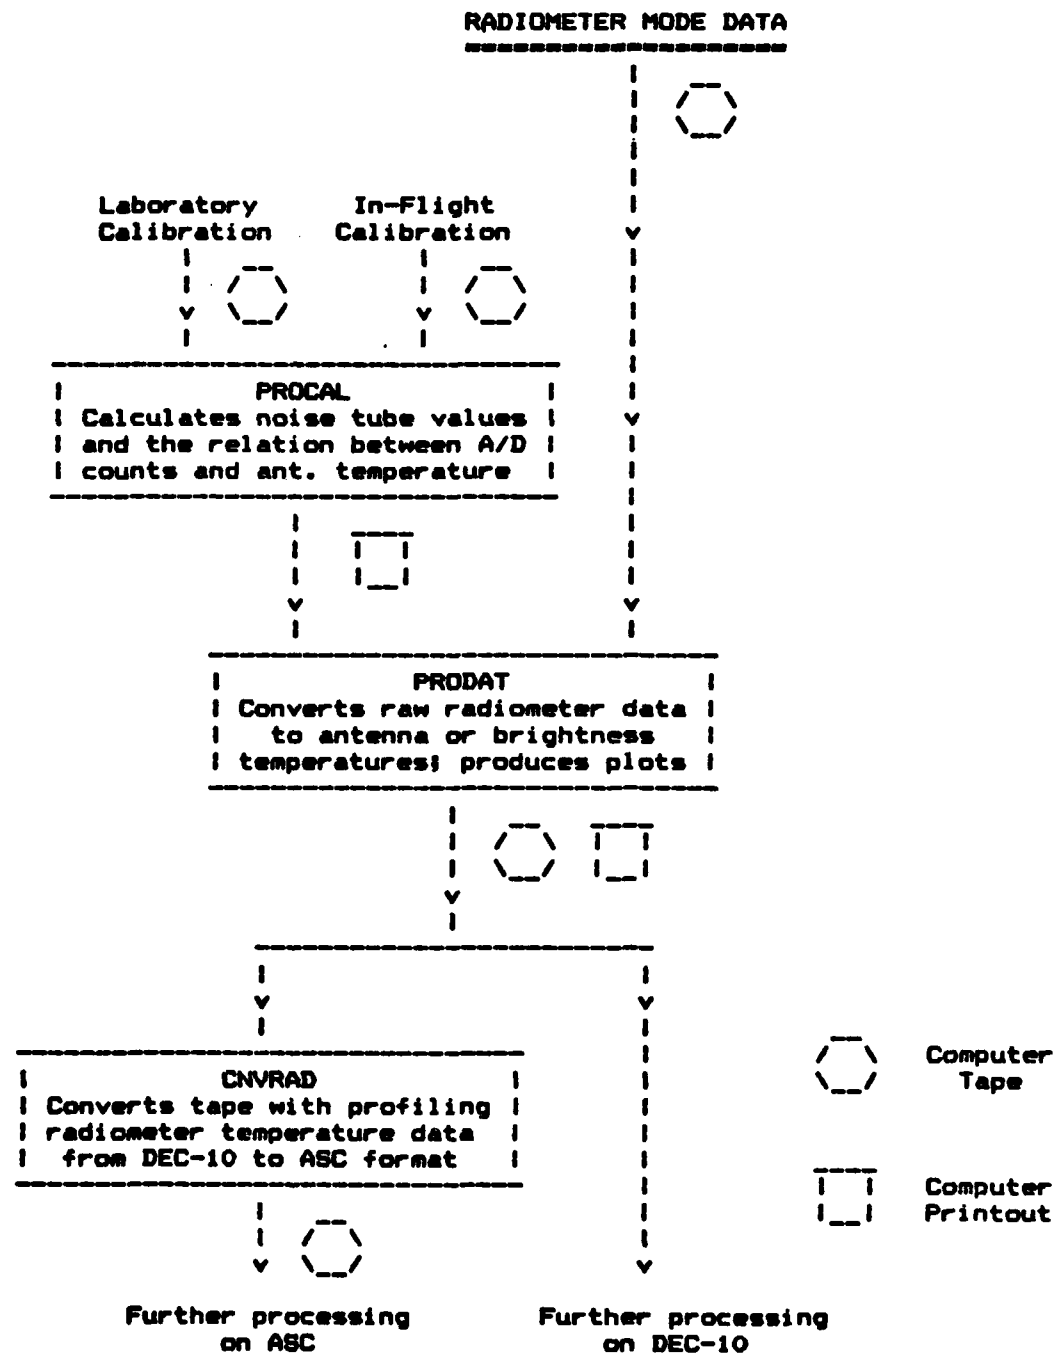 RADIOMETER MODE DATA
Laboratory
Calibration
In-Flight
Calibration
PROCAL
Calculates noise tube values
and the relation between A/D
counts and ant. temperature
PRODAT
Converts raw radiometer data
to antenna or brightness
temperatures; produces plots
CNVRAD
Converts tape with profiling
radiometer temperature data
from DEC-10 to ASC format
Computer
Tape
Computer
Printout
Further processing
on ASC
Further processing
on DEC-10